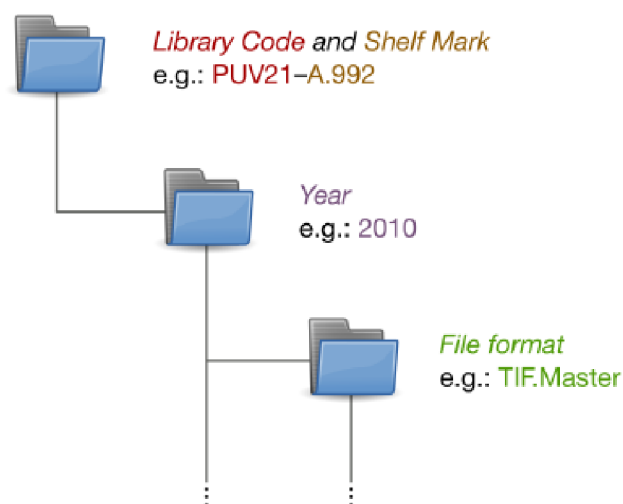 Library Code and Shelf Mark
e.g.: PUV21–A.992
Year
e.g.: 2010
File format
e.g.: TIF.Master